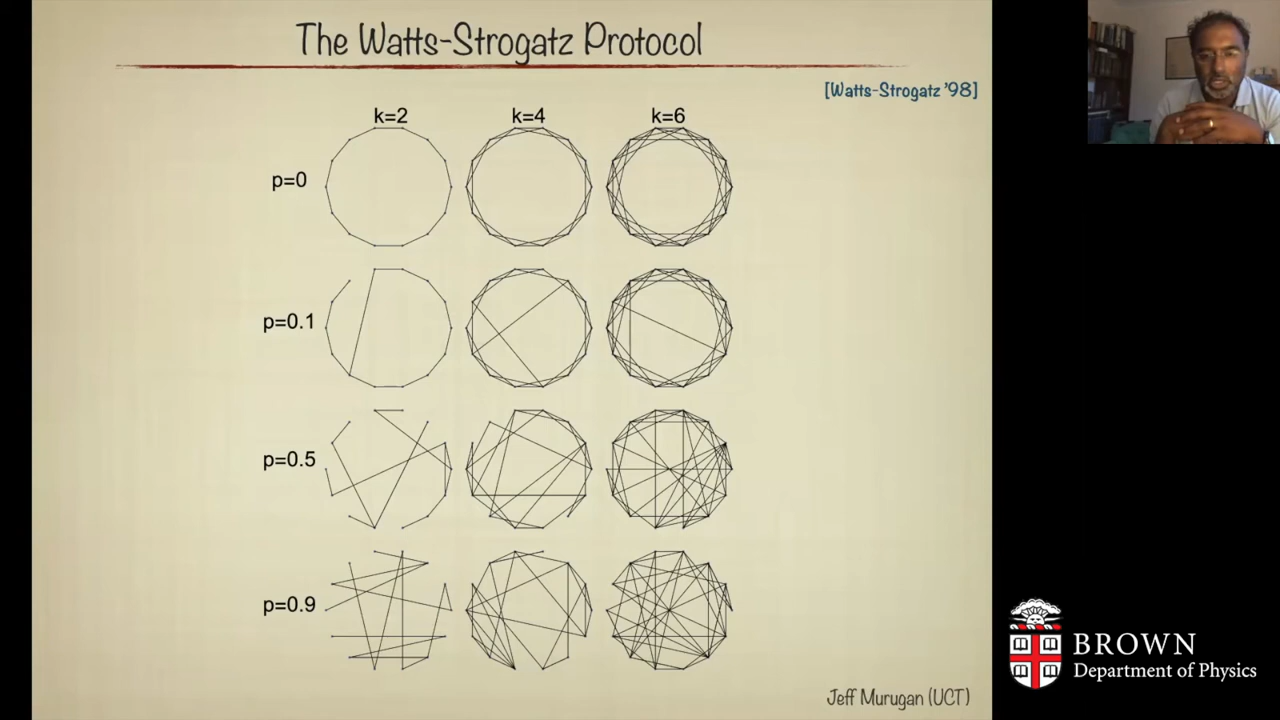 The Watts-Strogatz Protocol
[Watts-Strogatz '98]
k=2 k=4 k=6
p=0
p=0.1
p=0.5
p=0.9
BROWN
Department of Physics
Jeff Murugan (UCT)